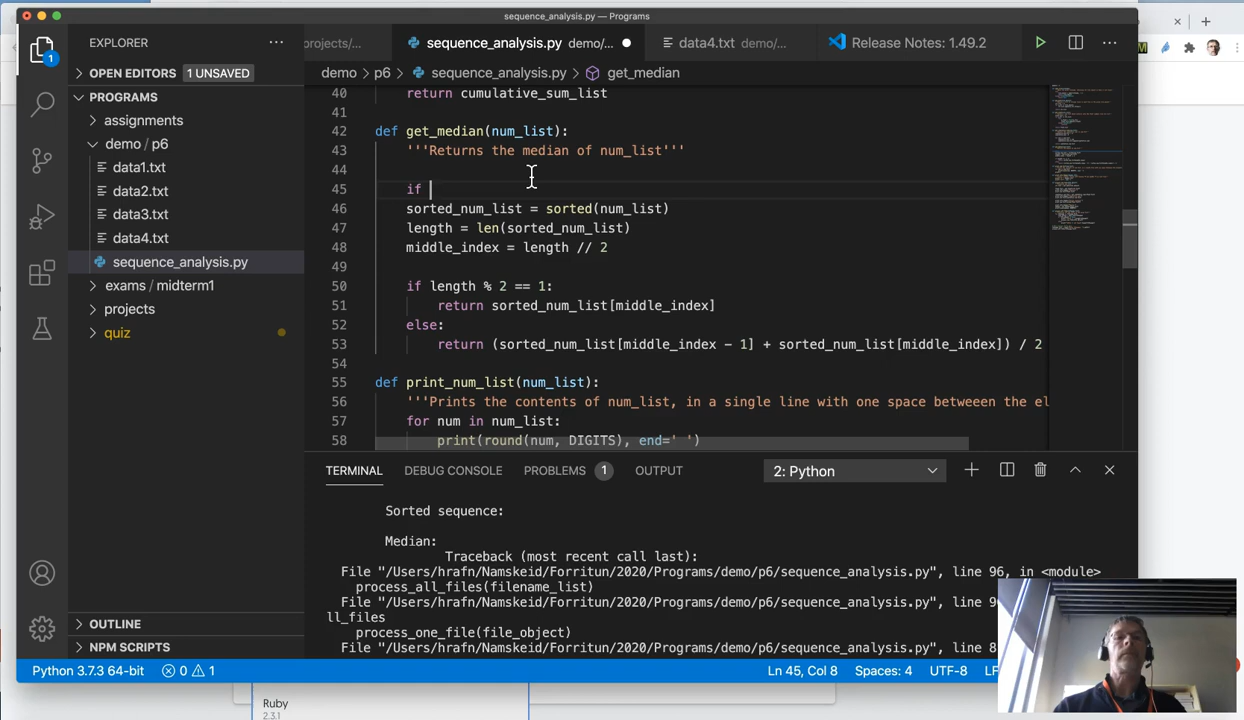 sequence_analysis.py — Programs
EXPLORER
projects/...
sequence_analysis.py demo/...
data4.txt demo/...
Release Notes: 1.49.2
OPEN EDITORS 1 UNSAVED
demo > p6 > sequence_analysis.py > get_median
PROGRAMS
assignments
demo / p6
data1.txt
data2.txt
data3.txt
data4.txt
sequence_analysis.py
exams / midterm1
projects
quiz
40 return cumulative_sum_list
41
42 def get_median(num_list):
43 '''Returns the median of num_list'''
44
45 if
46 sorted_num_list = sorted(num_list)
47 length = len(sorted_num_list)
48 middle_index = length // 2
49
50 if length % 2 == 1:
51 return sorted_num_list[middle_index]
52 else:
53 return (sorted_num_list[middle_index - 1] + sorted_num_list[middle_index]) / 2
54
55 def print_num_list(num_list):
56 '''Prints the contents of num_list, in a single line with one space betweeen the el
57 for num in num_list:
58 print(round(num, DIGITS), end=' ')
TERMINAL DEBUG CONSOLE PROBLEMS 1 OUTPUT 2: Python
Sorted sequence:
Median:
Traceback (most recent call last):
File "/Users/hrafn/Namskeid/Forritun/2020/Programs/demo/p6/sequence_analysis.py", line 96, in <module>
process_all_files(filename_list)
File "/Users/hrafn/Namskeid/Forritun/2020/Programs/demo/p6/sequence_analysis.py", line 9
ll_files
process_one_file(file_object)
File "/Users/hrafn/Namskeid/Forritun/2020/Programs/demo/p6/sequence_analysis.py", line 8
OUTLINE
NPM SCRIPTS
1
Python 3.7.3 64-bit 0 1 Ln 45, Col 8 Spaces: 4 UTF-8 LF
Ruby
2.3.1